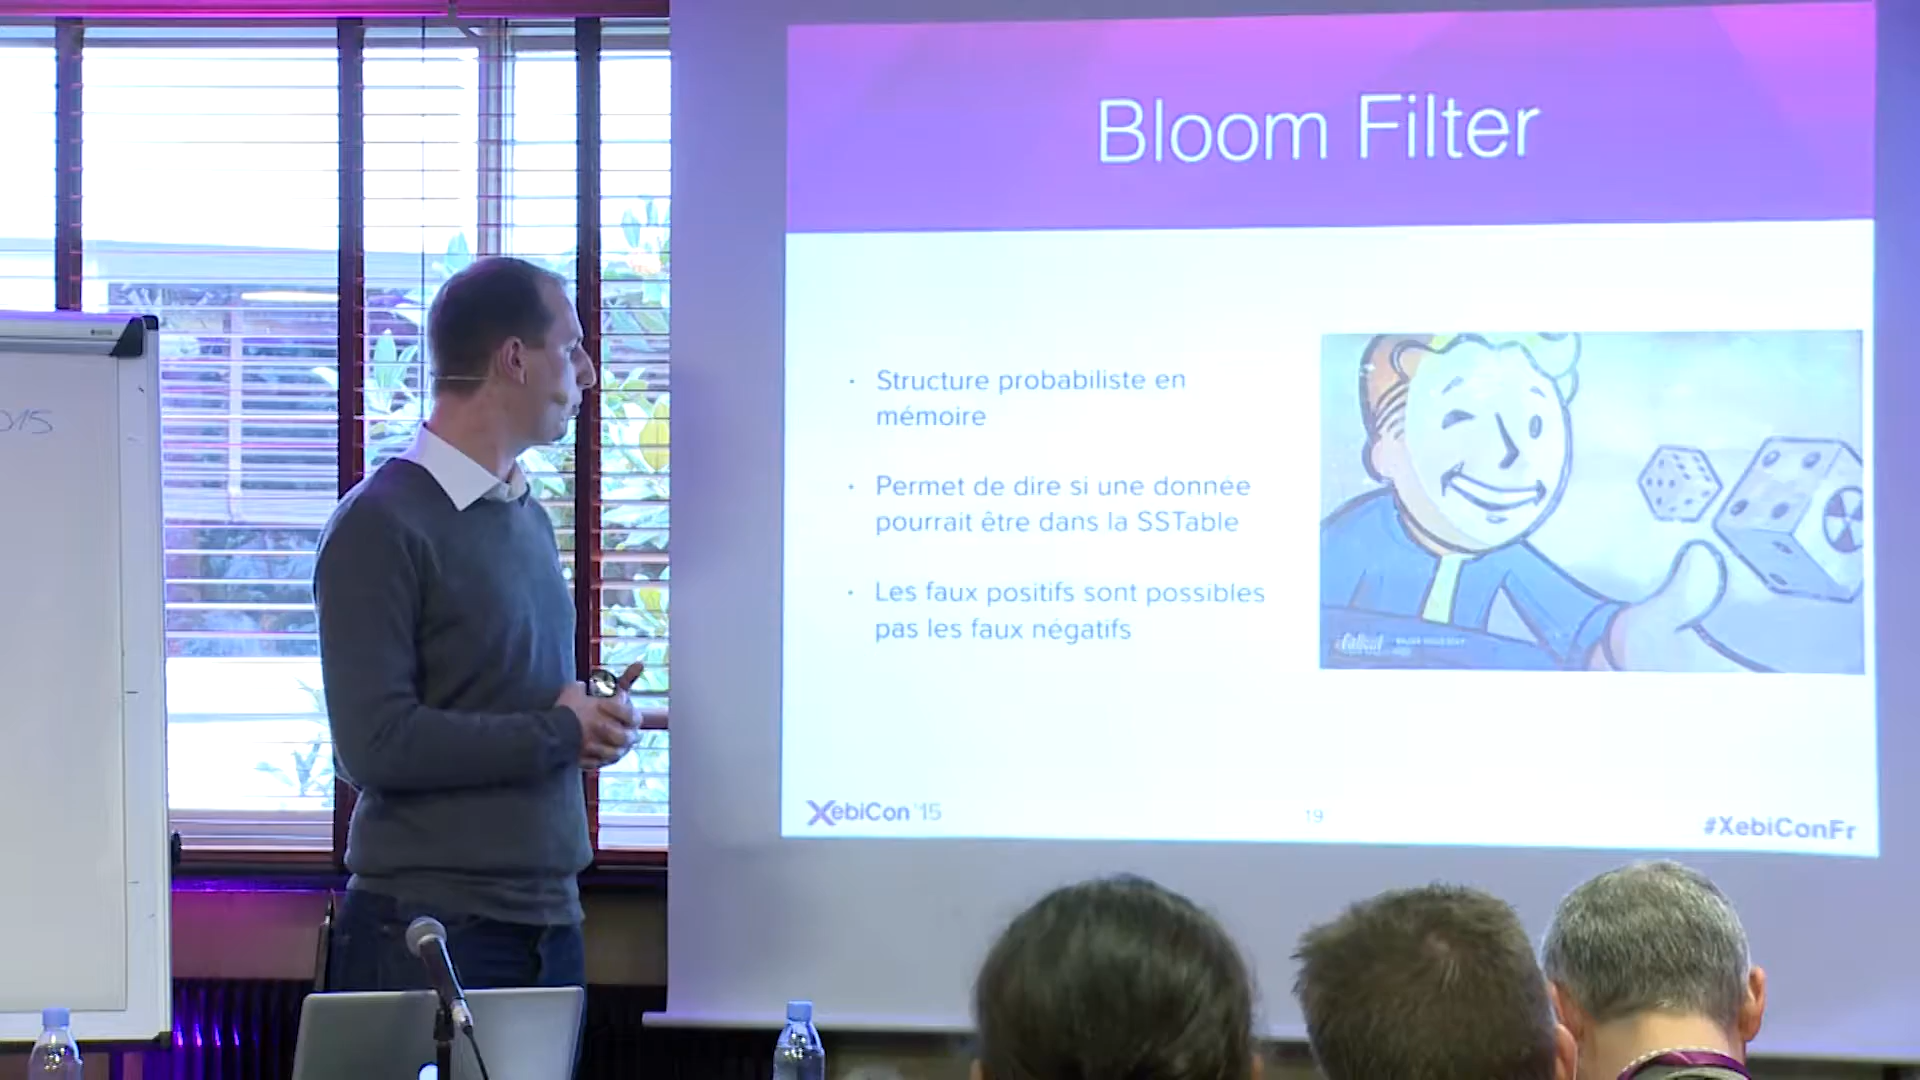 Bloom Filter
Structure probabiliste en
mémoire
Permet de dire si une donnée
pourrait être dans la SSTable
Les faux positifs sont possibles
pas les faux négatifs
XebiCon'15
19
#XebiConFr